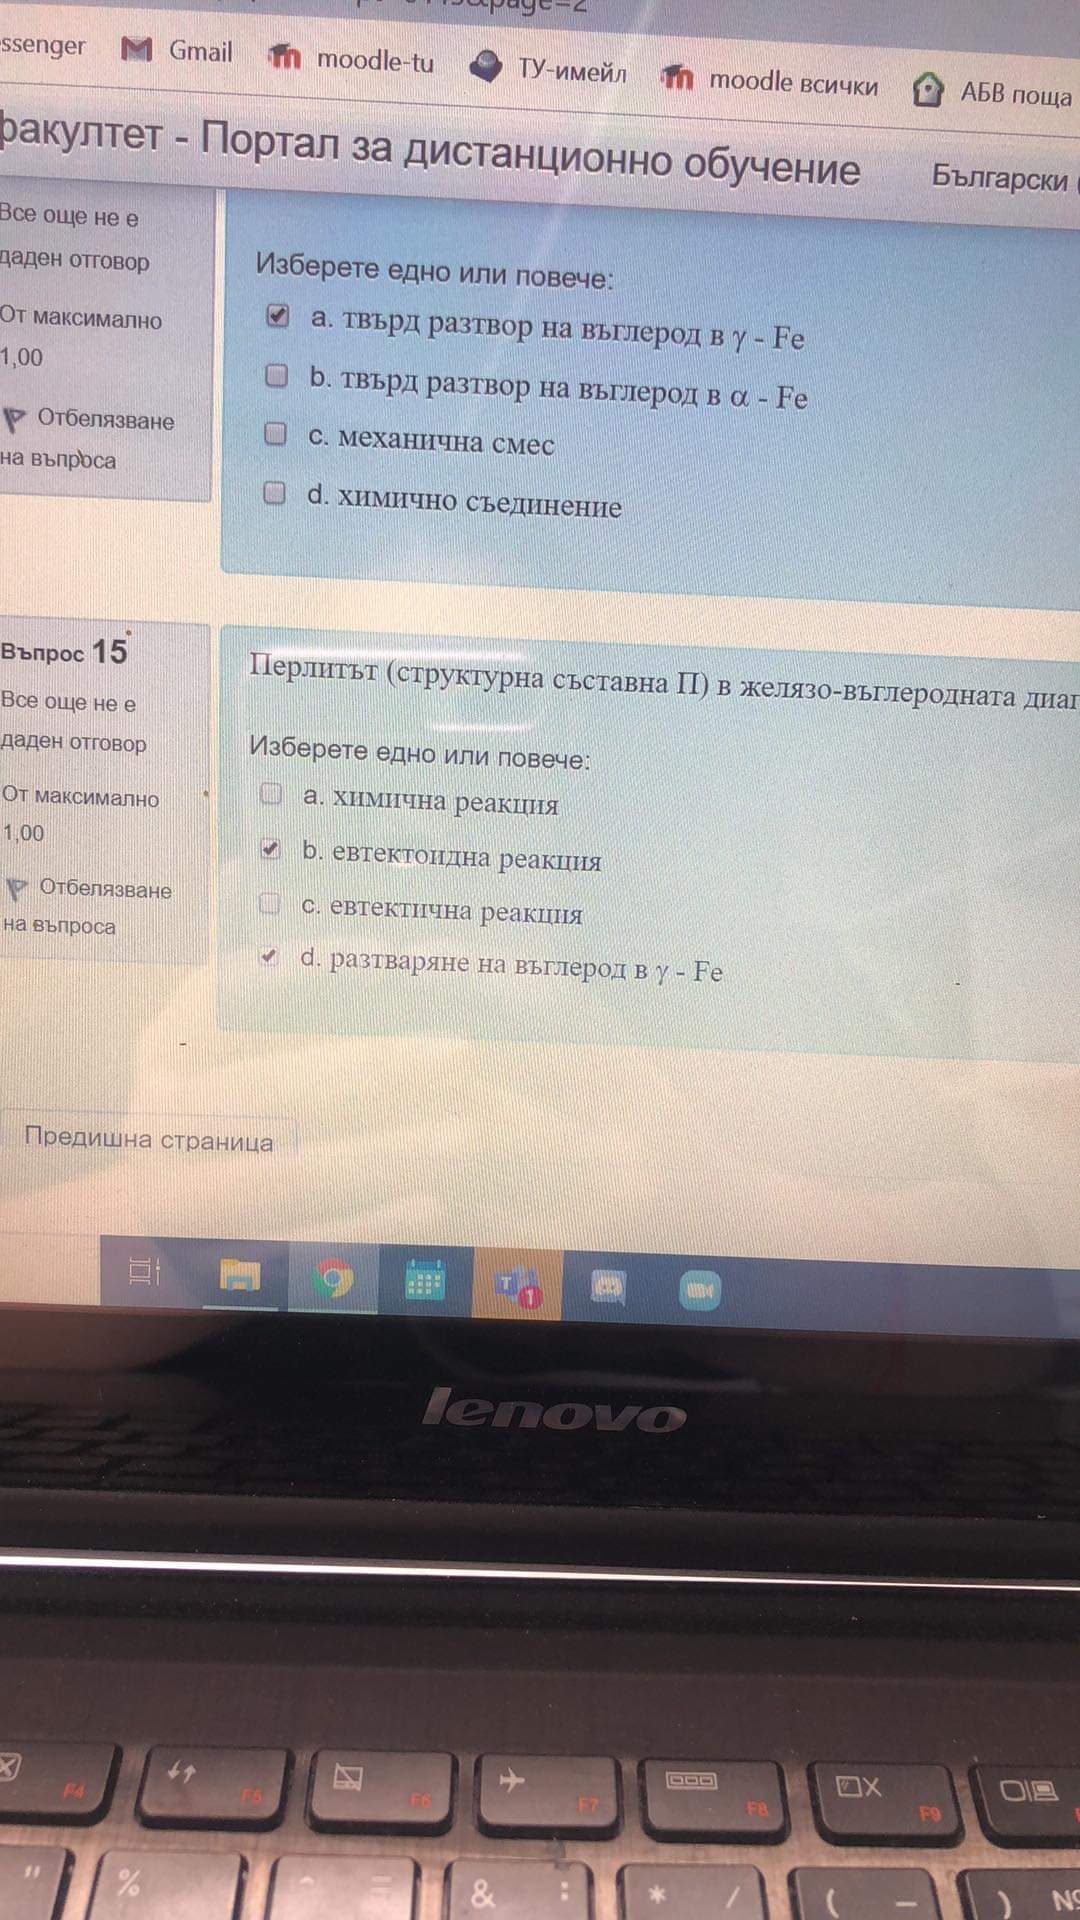 ssenger Gmail moodle-tu ТУ-имейл moodle всички АБВ поща
факултет - Портал за дистанционно обучение Български
Все още не е
даден отговор
От максимално
1,00
Отбелязване
на въпроса
Изберете едно или повече:
a. твърд разтвор на въглерод в γ - Fe
b. твърд разтвор на въглерод в α - Fe
c. механична смес
d. химично съединение
Въпрос 15
Все още не е
даден отговор
От максимално
1,00
Отбелязване
на въпроса
Перлитът (структурна съставна П) в желязо-въглеродната диаг
Изберете едно или повече:
a. химична реакция
b. евтектоидна реакция
c. евтектична реакция
d. разтваряне на въглерод в γ - Fe
Предишна страница
1
lenovo
F4 F5 F6 F7 F8 F9
" % & : * / ( – ) №